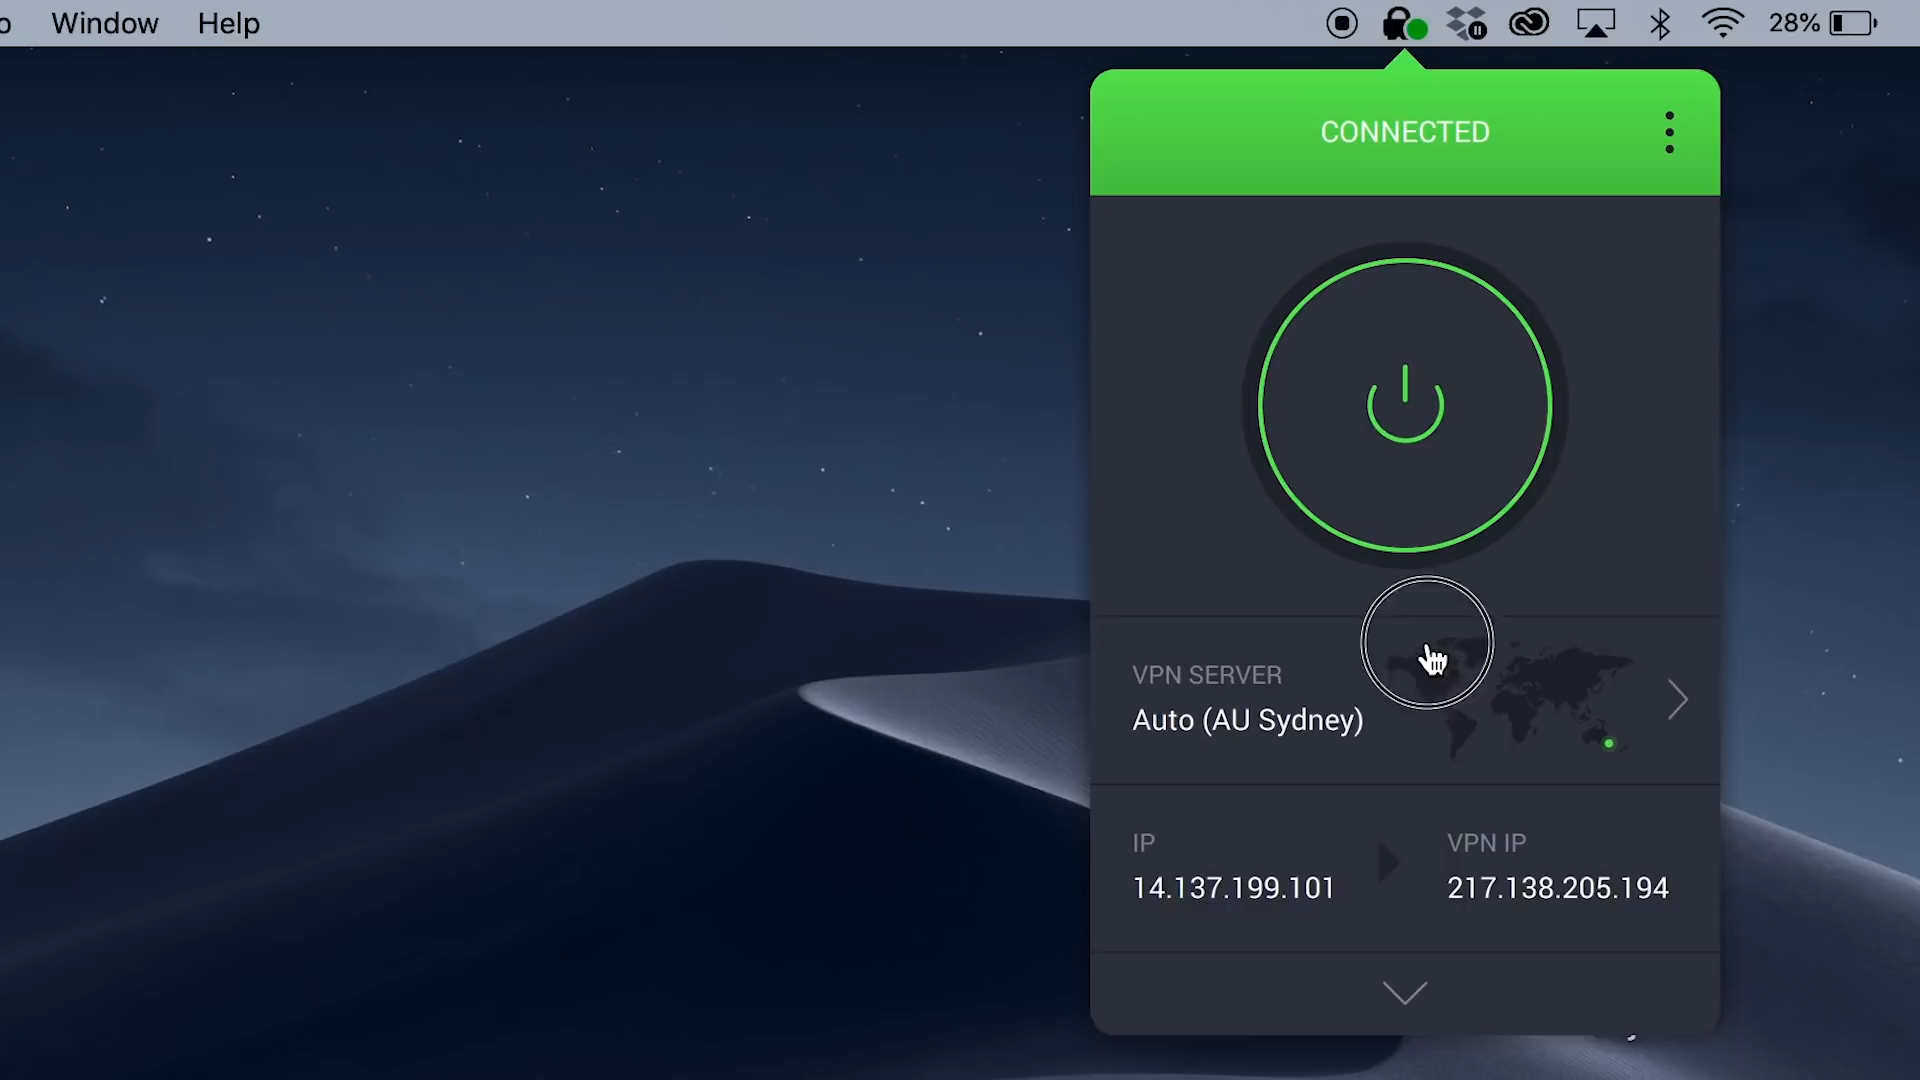 o Window Help 28%
CONNECTED
VPN SERVER
Auto (AU Sydney)
IP VPN IP
14.137.199.101 217.138.205.194